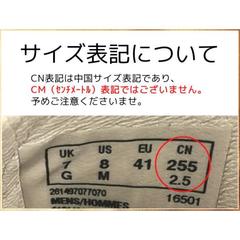 サイズ表記について
CN表記は中国サイズ表記であり、
CM（ｾﾝﾁﾒｰﾄﾙ）表記ではございません。
予めご注意くださいませ。
UK US EU CN
7 8 41 255
G M 2.5
261497077070
MENS/HOMMES 16501